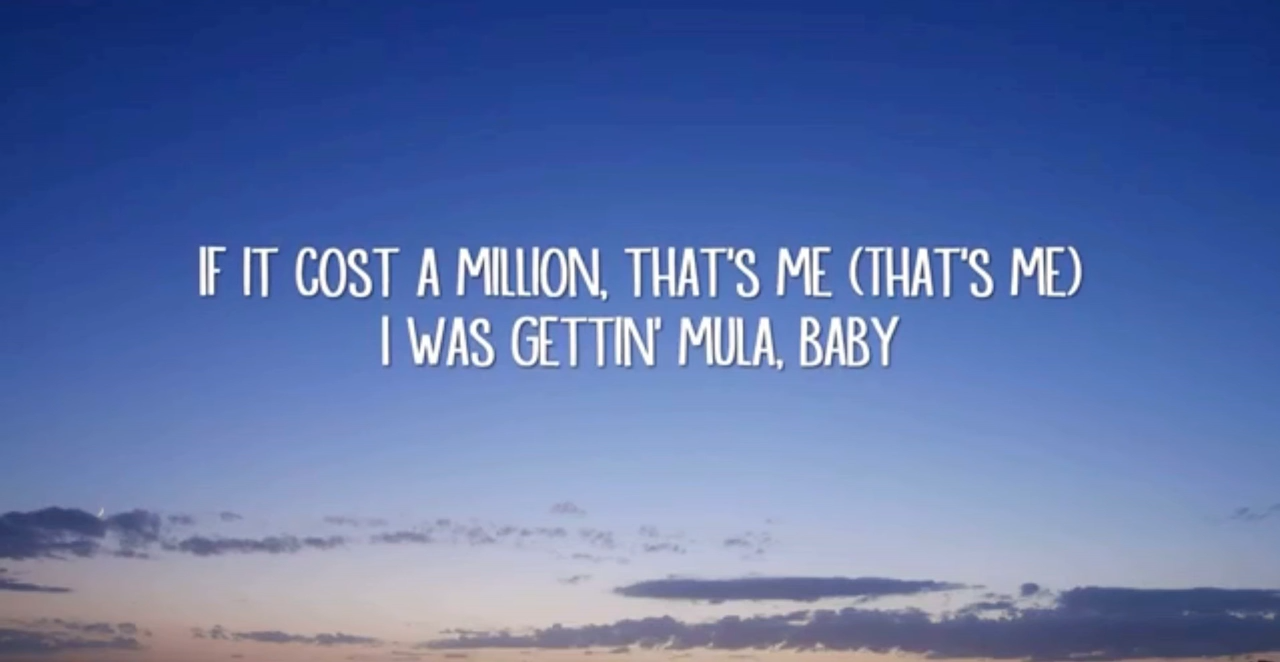 IF IT COST A MILLION, THAT'S ME (THAT'S ME)
I WAS GETTIN' MULA, BABY